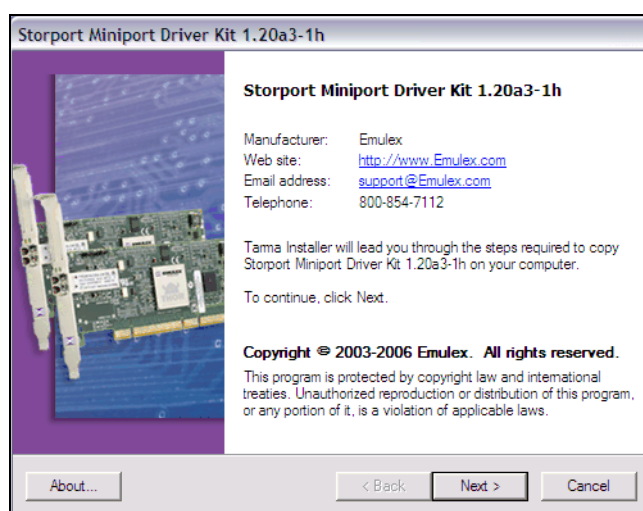 Storport Miniport Driver Kit 1.20a3-1h
Storport Miniport Driver Kit 1.20a3-1h
Manufacturer: Emulex
Web site: http://www.Emulex.com
Email address: support@Emulex.com
Telephone: 800-854-7112
Tarma Installer will lead you through the steps required to copy
Storport Miniport Driver Kit 1.20a3-1h on your computer.
To continue, click Next.
Copyright © 2003-2006 Emulex. All rights reserved.
This program is protected by copyright law and international
treaties. Unauthorized reproduction or distribution of this program,
or any portion of it, is a violation of applicable laws.
EMULEX
About...
< Back
Next >
Cancel